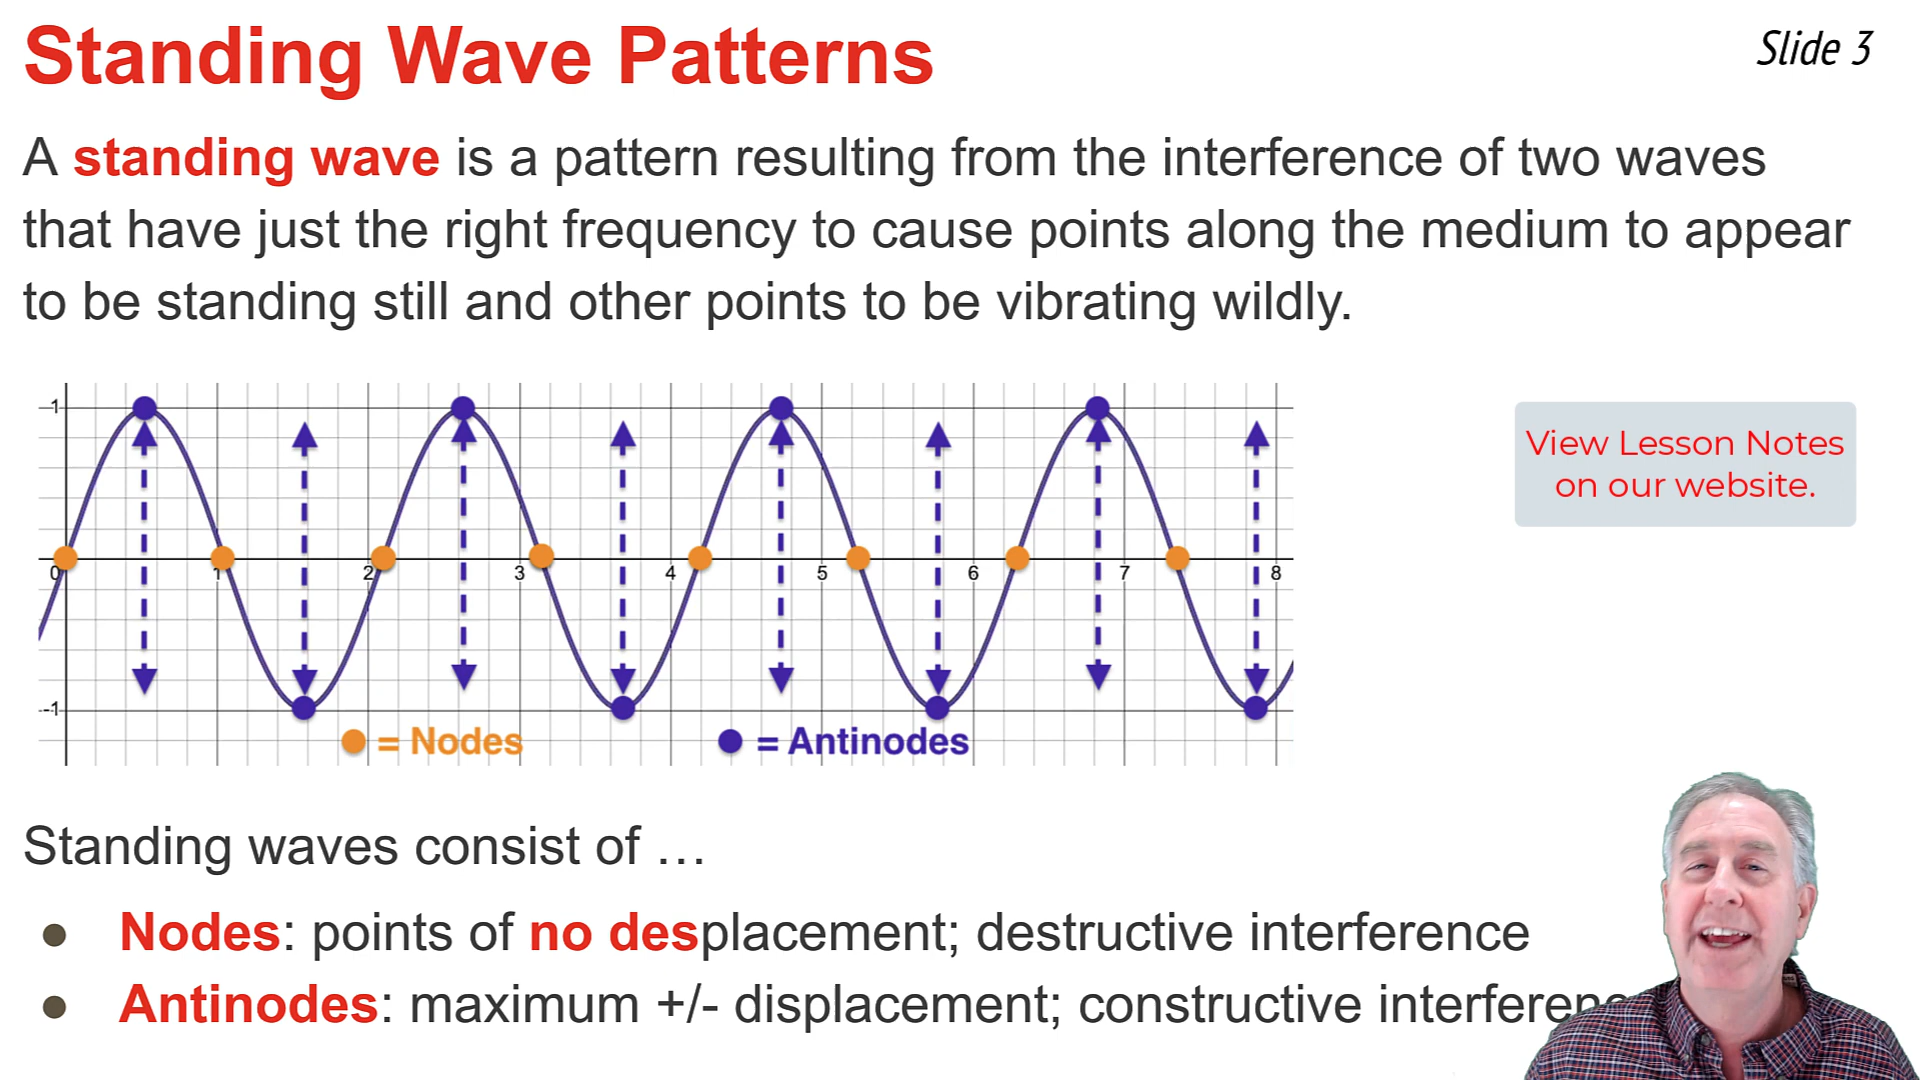 Standing Wave Patterns
Slide 3
A standing wave is a pattern resulting from the interference of two waves
that have just the right frequency to cause points along the medium to appear
to be standing still and other points to be vibrating wildly.
View Lesson Notes
on our website.
1
0 1 2 3 4 5 6 7 8
-1
= Nodes
= Antinodes
Standing waves consist of …
● Nodes: points of no desplacement; destructive interference
● Antinodes: maximum +/- displacement; constructive